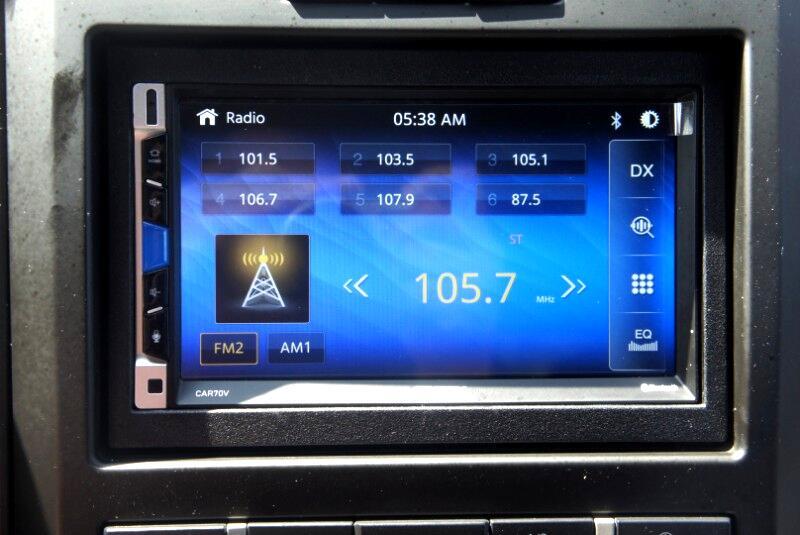 Radio 05:38 AM
1 101.5 2 103.5 3 105.1 DX
4 106.7 5 107.9 6 87.5
ST
105.7 MHz
EQ
FM2 AM1
CAR70V Bluetooth